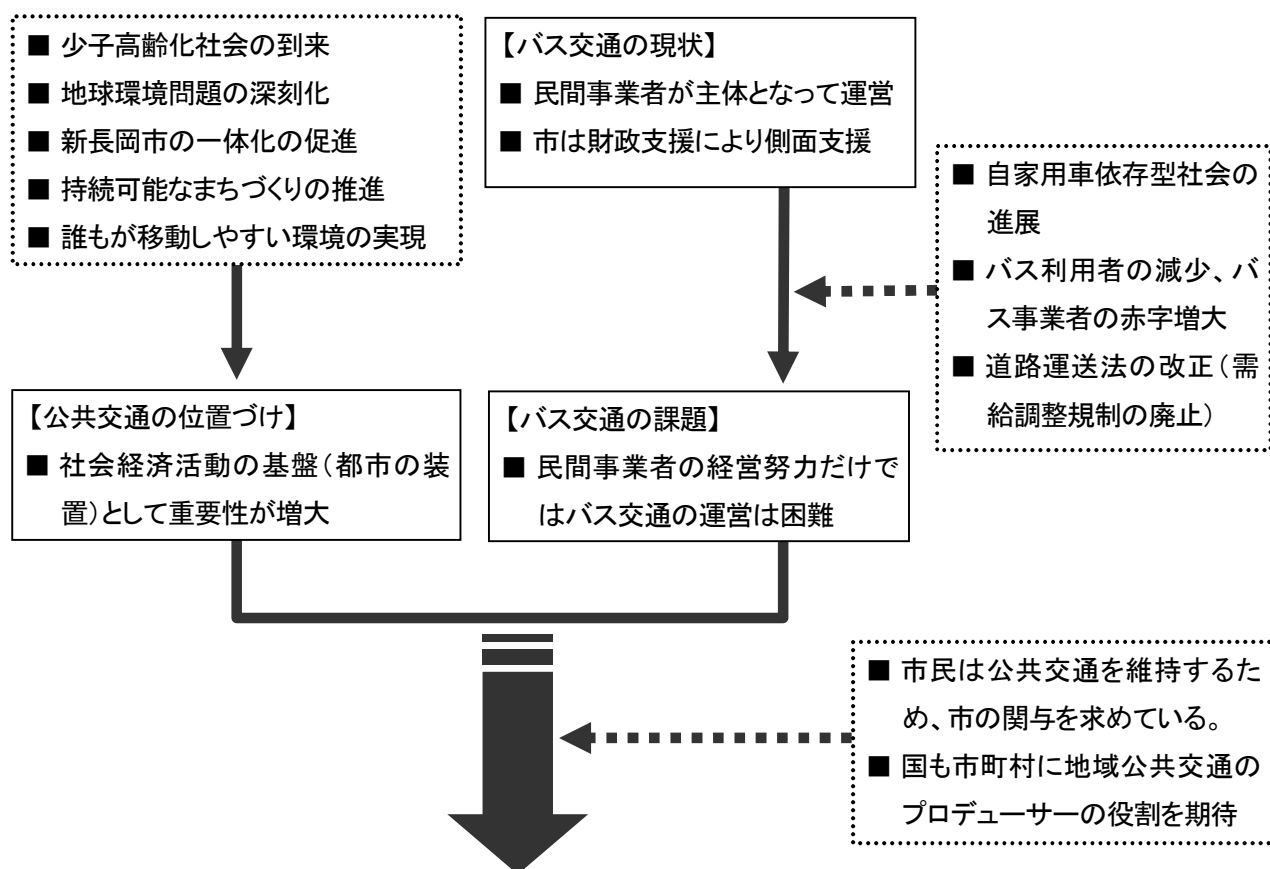 ■ 少子高齢化社会の到来
■ 地球環境問題の深刻化
■ 新長岡市の一体化の促進
■ 持続可能なまちづくりの推進
■ 誰もが移動しやすい環境の実現
【バス交通の現状】
■ 民間事業者が主体となって運営
■ 市は財政支援により側面支援
■ 自家用車依存型社会の
進展
■ バス利用者の減少、バ
ス事業者の赤字増大
■ 道路運送法の改正（需
給調整規制の廃止）
【公共交通の位置づけ】
■ 社会経済活動の基盤（都市の装
置）として重要性が増大
【バス交通の課題】
■ 民間事業者の経営努力だけで
はバス交通の運営は困難
■ 市民は公共交通を維持するた
め、市の関与を求めている。
■ 国も市町村に地域公共交通の
プロデューサーの役割を期待